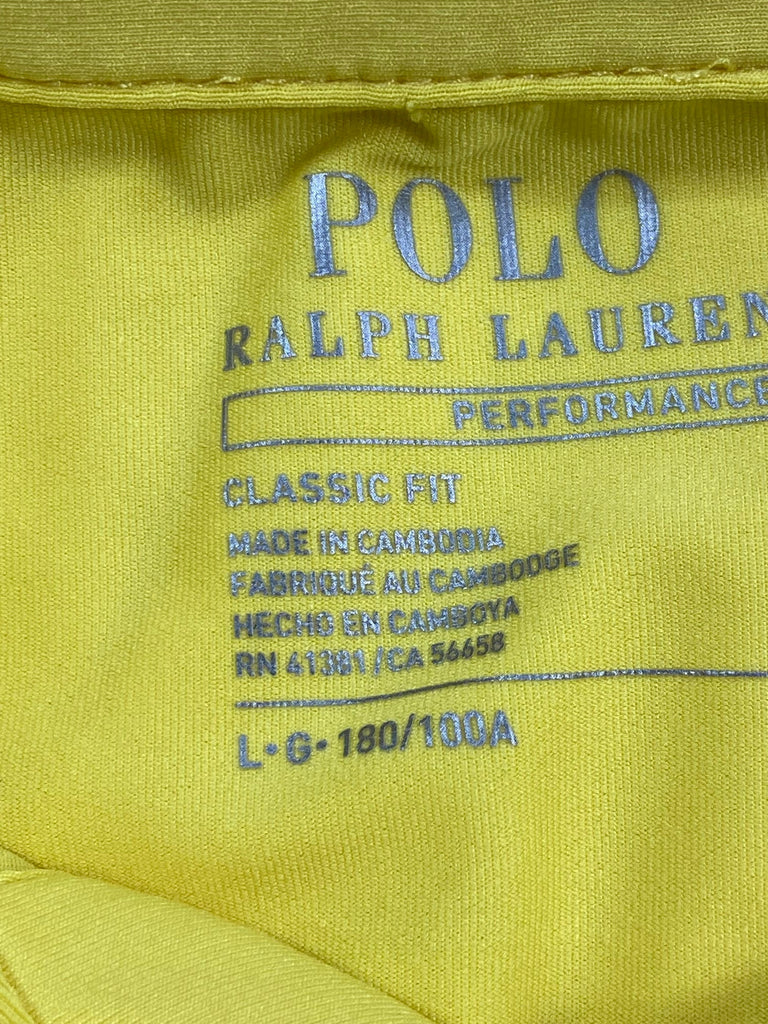 POLO
RALPH LAUREN
PERFORMANCE
CLASSIC FIT
MADE IN CAMBODIA
FABRIQUÉ AU CAMBODGE
HECHO EN CAMBOYA
RN 41381/CA 56658
L•G•180/100A